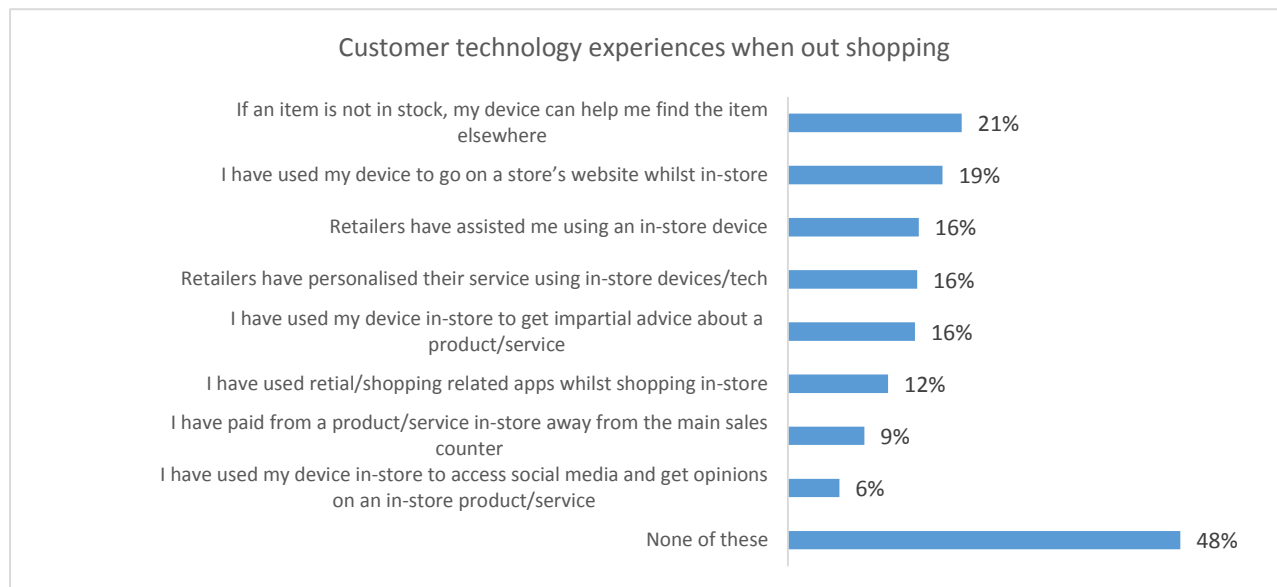 Customer technology experiences when out shopping
If an item is not in stock, my device can help me find the item
elsewhere
21%
I have used my device to go on a store’s website whilst in-store
19%
Retailers have assisted me using an in-store device
16%
Retailers have personalised their service using in-store devices/tech
16%
I have used my device in-store to get impartial advice about a
product/service
16%
I have used retial/shopping related apps whilst shopping in-store
12%
I have paid from a product/service in-store away from the main sales
counter
9%
I have used my device in-store to access social media and get opinions
on an in-store product/service
6%
None of these
48%